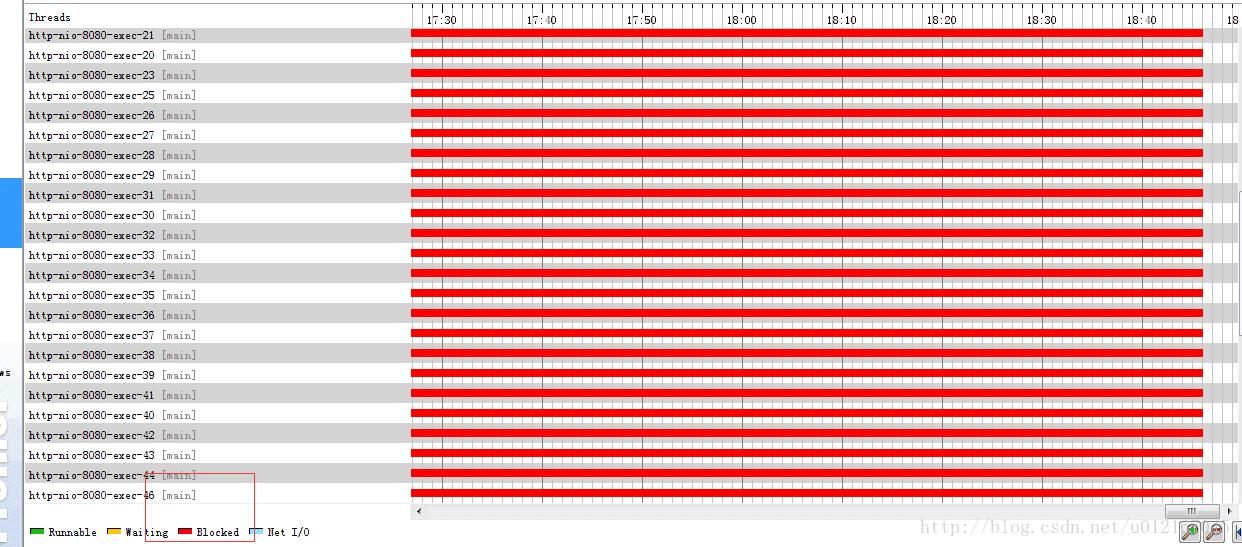 Threads
17:30 17:40 17:50 18:00 18:10 18:20 18:30 18:40 18
http-nio-8080-exec-21 [main]
http-nio-8080-exec-20 [main]
http-nio-8080-exec-23 [main]
http-nio-8080-exec-25 [main]
http-nio-8080-exec-26 [main]
http-nio-8080-exec-27 [main]
http-nio-8080-exec-28 [main]
http-nio-8080-exec-29 [main]
http-nio-8080-exec-31 [main]
http-nio-8080-exec-30 [main]
http-nio-8080-exec-32 [main]
http-nio-8080-exec-33 [main]
http-nio-8080-exec-34 [main]
http-nio-8080-exec-35 [main]
http-nio-8080-exec-36 [main]
http-nio-8080-exec-37 [main]
http-nio-8080-exec-38 [main]
ws
http-nio-8080-exec-39 [main]
http-nio-8080-exec-41 [main]
http-nio-8080-exec-40 [main]
http-nio-8080-exec-42 [main]
http-nio-8080-exec-43 [main]
http-nio-8080-exec-44 [main]
http-nio-8080-exec-46 [main]
Runnable Waiting Blocked Net I/O